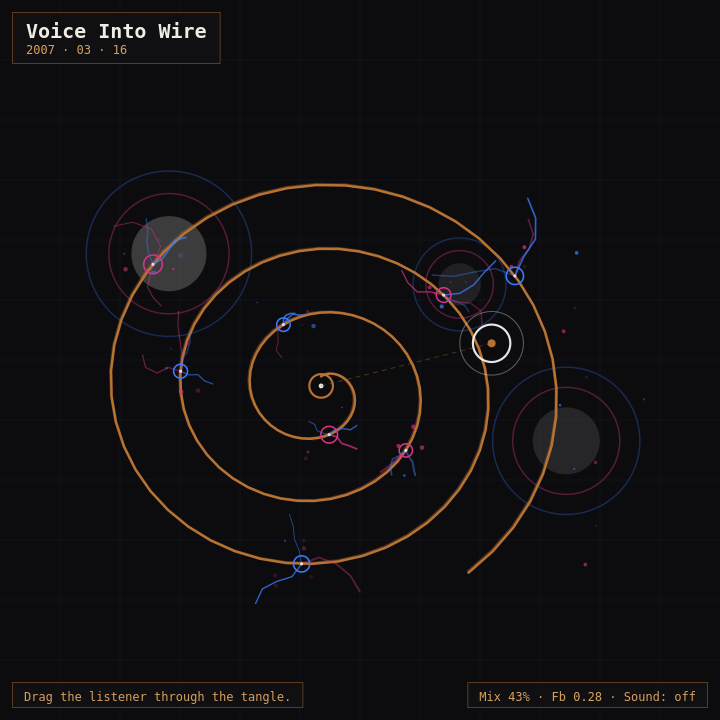 Voice Into Wire
2007 · 03 · 16
Drag the listener through the tangle.
Mix 43% · Fb 0.28 · Sound: off